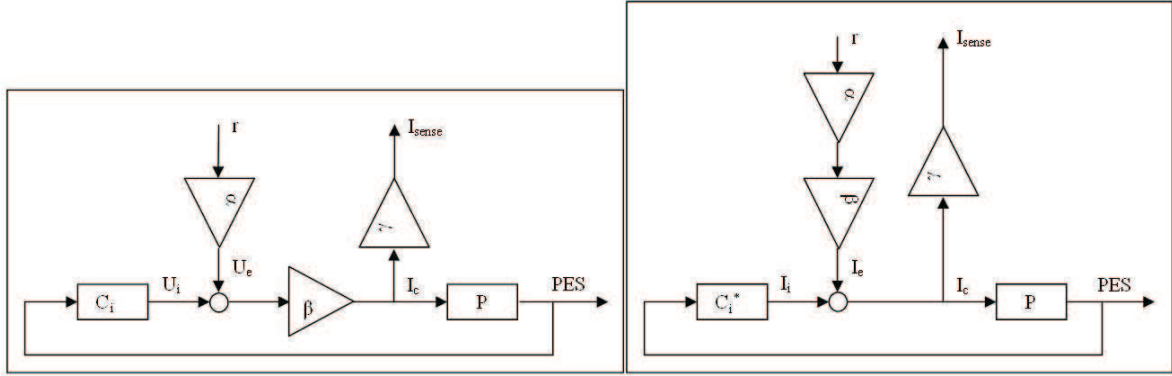 r
I_sense
α
γ
U_i
U_e
I_c
PES
C_i
β
P
r
I_sense
α
γ
β
I_i
I_e
I_c
PES
C_i*
P